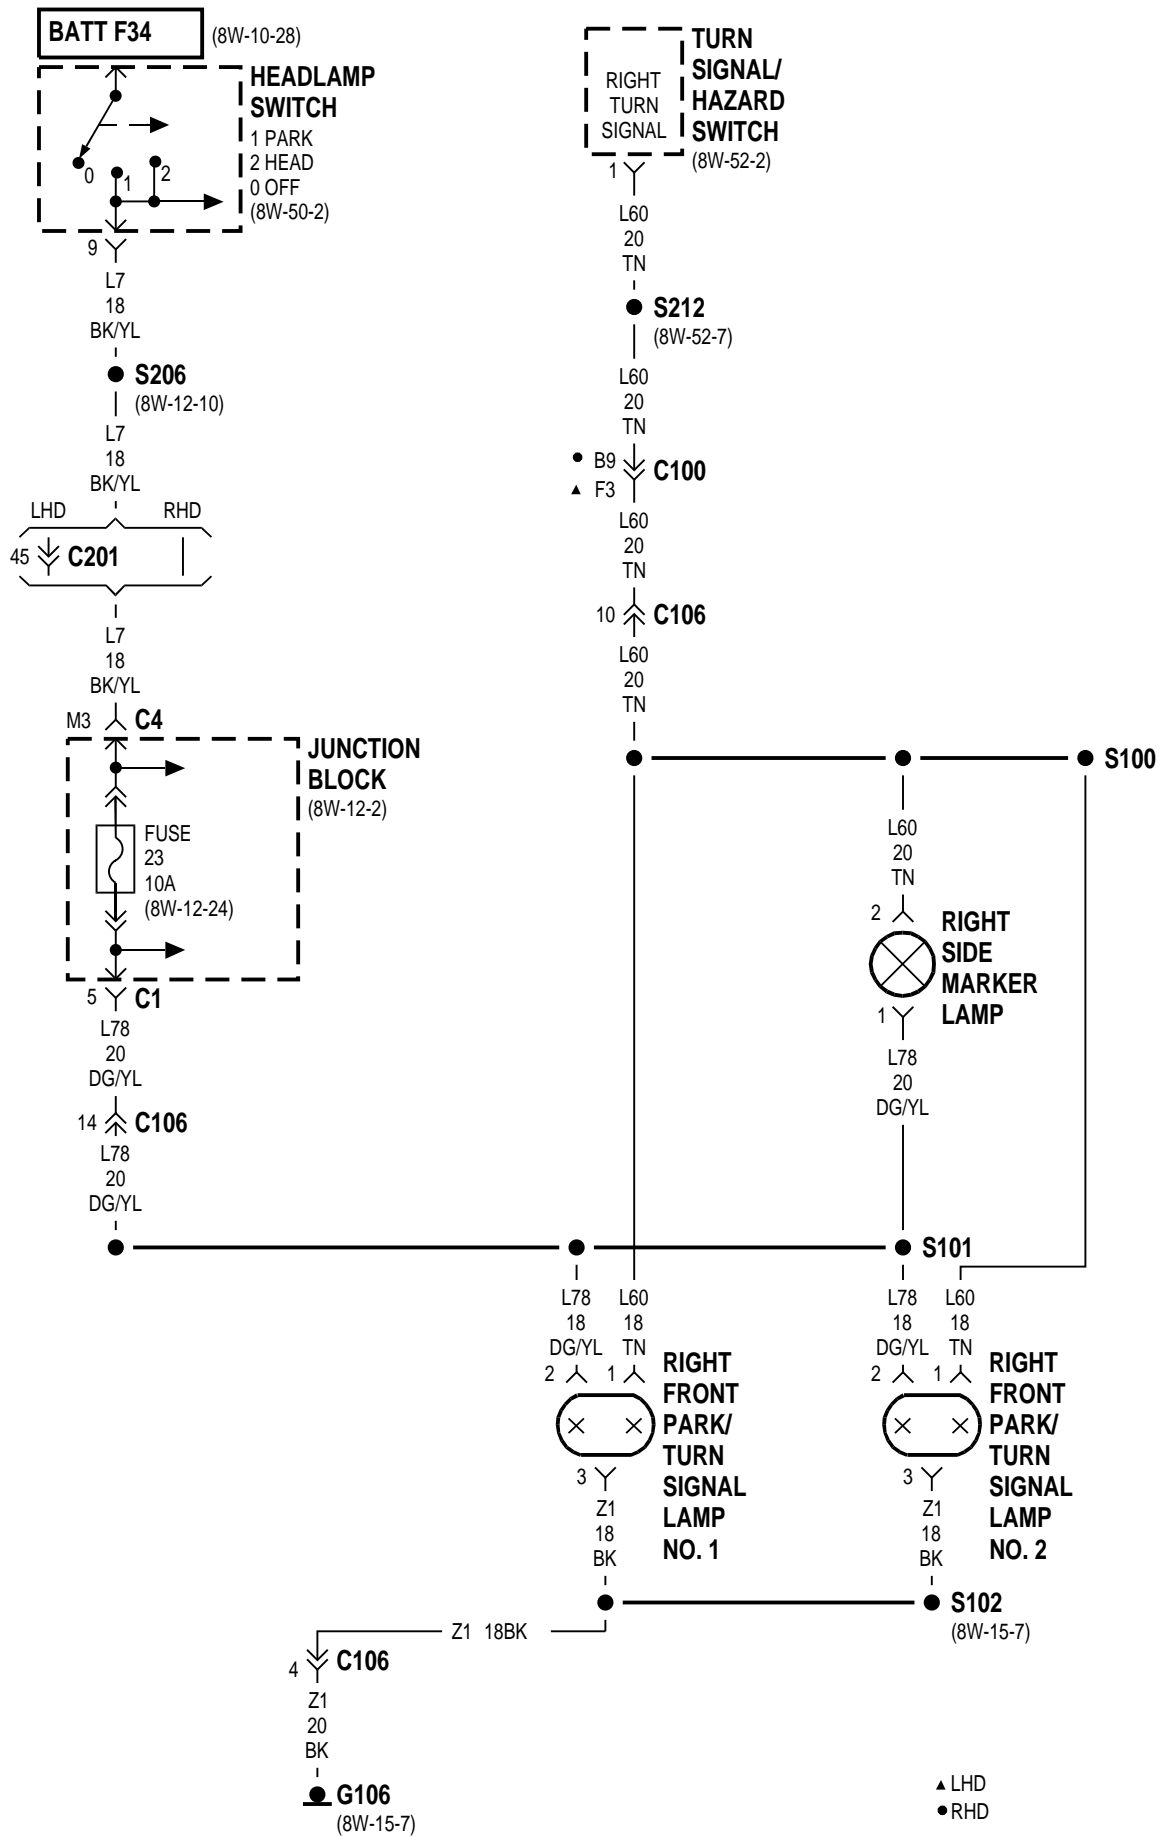 BATT F34
(8W-10-28)
HEADLAMP
SWITCH
1 PARK
2 HEAD
0 OFF
(8W-50-2)
0
1
2
9
L7
18
BK/YL
S206
(8W-12-10)
L7
18
BK/YL
LHD
RHD
45
C201
L7
18
BK/YL
M3
C4
JUNCTION
BLOCK
(8W-12-2)
FUSE
23
10A
(8W-12-24)
5
C1
L78
20
DG/YL
14
C106
L78
20
DG/YL
RIGHT
TURN
SIGNAL
TURN
SIGNAL/
HAZARD
SWITCH
(8W-52-2)
1
L60
20
TN
S212
(8W-52-7)
L60
20
TN
B9
F3
C100
L60
20
TN
10
C106
L60
20
TN
S100
L60
20
TN
2
RIGHT
SIDE
MARKER
LAMP
1
L78
20
DG/YL
S101
L78
18
DG/YL
2
L60
18
TN
1
RIGHT
FRONT
PARK/
TURN
SIGNAL
LAMP
NO. 1
3
Z1
18
BK
L78
18
DG/YL
2
L60
18
TN
1
RIGHT
FRONT
PARK/
TURN
SIGNAL
LAMP
NO. 2
3
Z1
18
BK
S102
(8W-15-7)
Z1 18BK
4
C106
Z1
20
BK
G106
(8W-15-7)
LHD
RHD